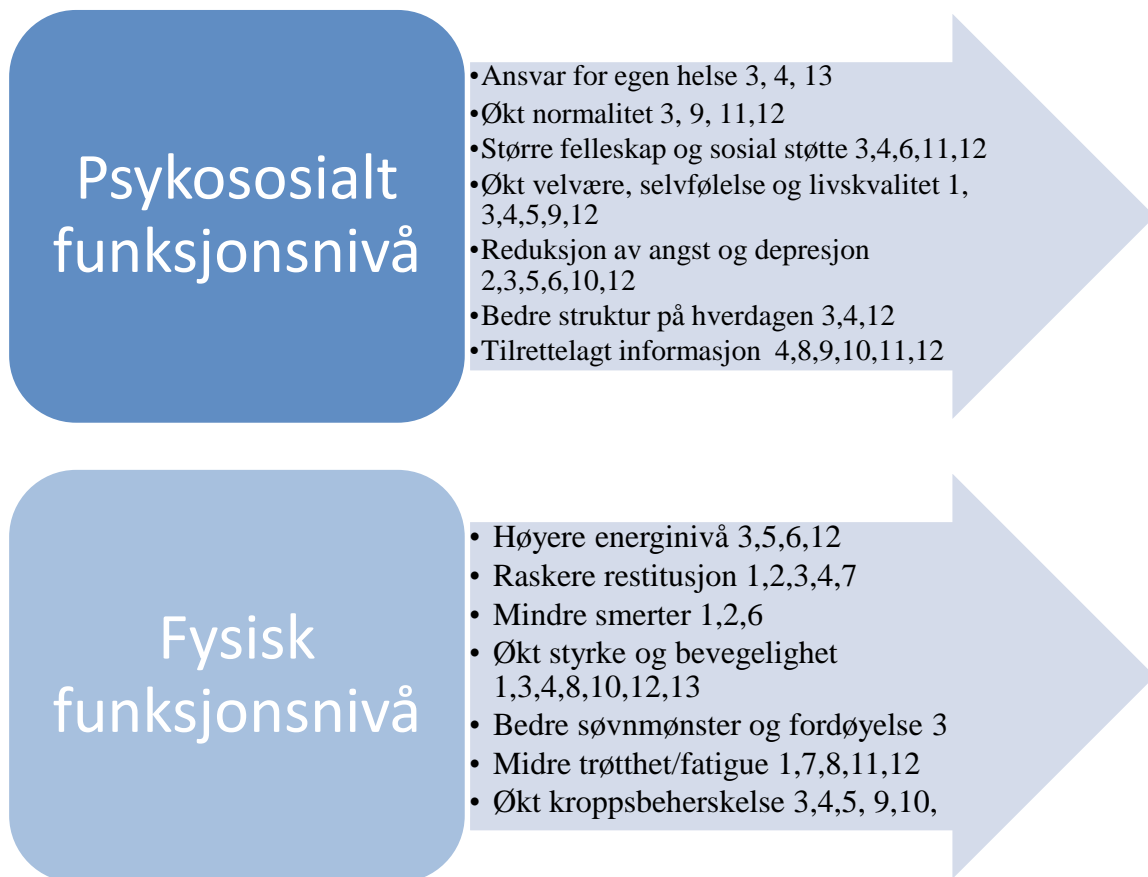 Psykososialt
funksjonsnivå
•Ansvar for egen helse 3, 4, 13
•Økt normalitet 3, 9, 11,12
•Større felleskap og sosial støtte 3,4,6,11,12
•Økt velvære, selvfølelse og livskvalitet 1,
3,4,5,9,12
•Reduksjon av angst og depresjon
2,3,5,6,10,12
•Bedre struktur på hverdagen 3,4,12
•Tilrettelagt informasjon 4,8,9,10,11,12
Fysisk
funksjonsnivå
• Høyere energinivå 3,5,6,12
• Raskere restitusjon 1,2,3,4,7
• Mindre smerter 1,2,6
• Økt styrke og bevegelighet
1,3,4,8,10,12,13
• Bedre søvnmønster og fordøyelse 3
• Midre trøtthet/fatigue 1,7,8,11,12
• Økt kroppsbeherskelse 3,4,5, 9,10,